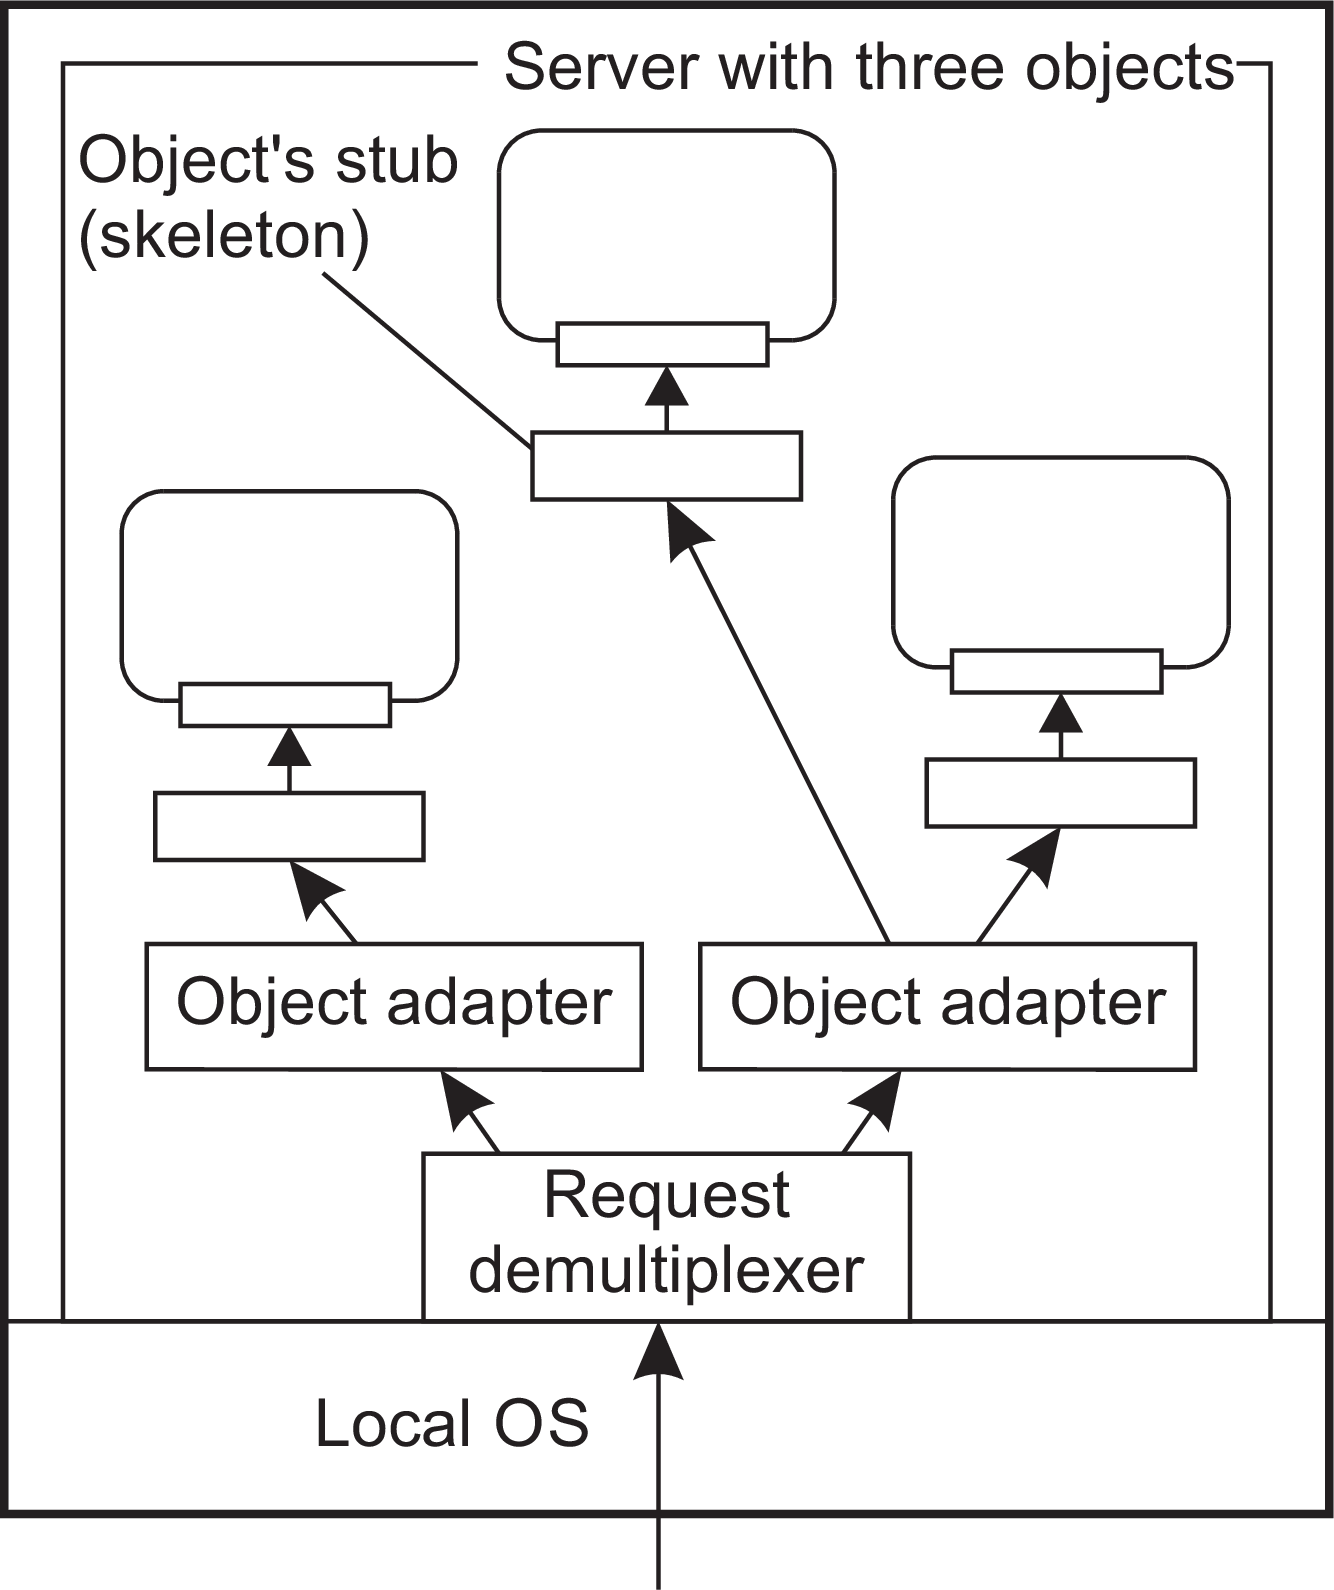 Server with three objects
Object's stub
(skeleton)
Object adapter
Object adapter
Request
demultiplexer
Local OS